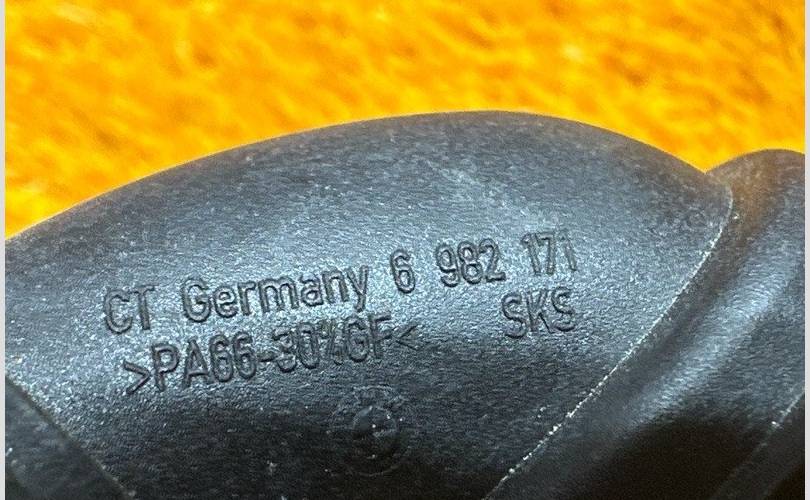 CT Germany 6 982 171
>PA66-30%GF< SKS